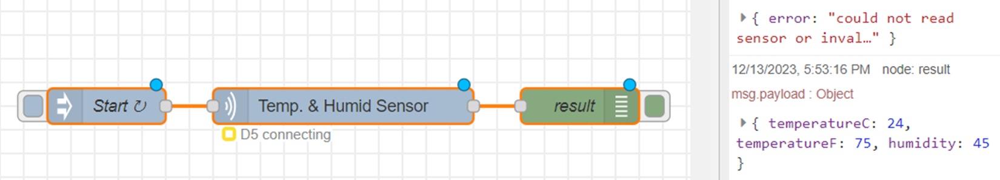 Start ↻
Temp. & Humid Sensor
result
D5 connecting
{ error: "could not read
sensor or inval…" }
12/13/2023, 5:53:16 PM node: result
msg.payload : Object
{ temperatureC: 24,
temperatureF: 75, humidity: 45
}